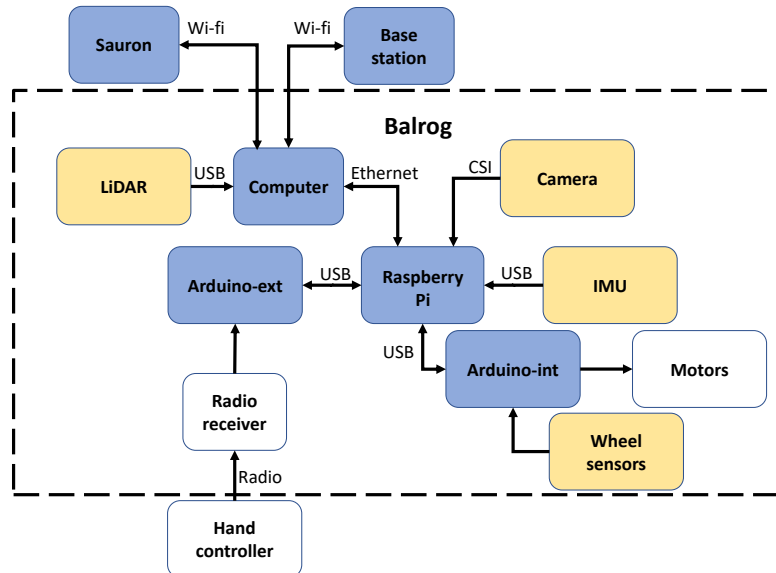 Wi-fi
Wi-fi
Sauron
Base
station
Balrog
LiDAR
USB
Computer
Ethernet
CSI
Camera
Arduino-ext
USB
Raspberry
Pi
USB
IMU
USB
Arduino-int
Motors
Radio
receiver
Wheel
sensors
Radio
Hand
controller